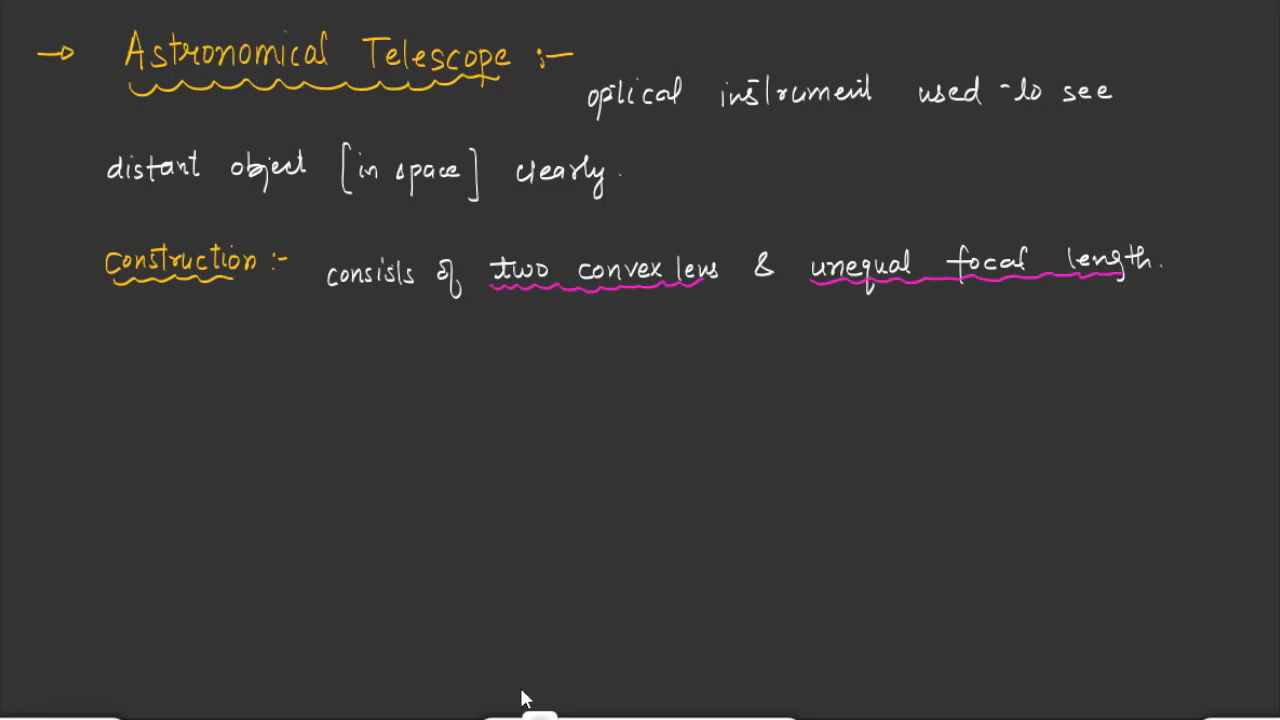 → Astronomical Telescope :-
optical instrument used to see
distant object [in space] clearly.
Construction :- consists of two convex lens & unequal focal length.